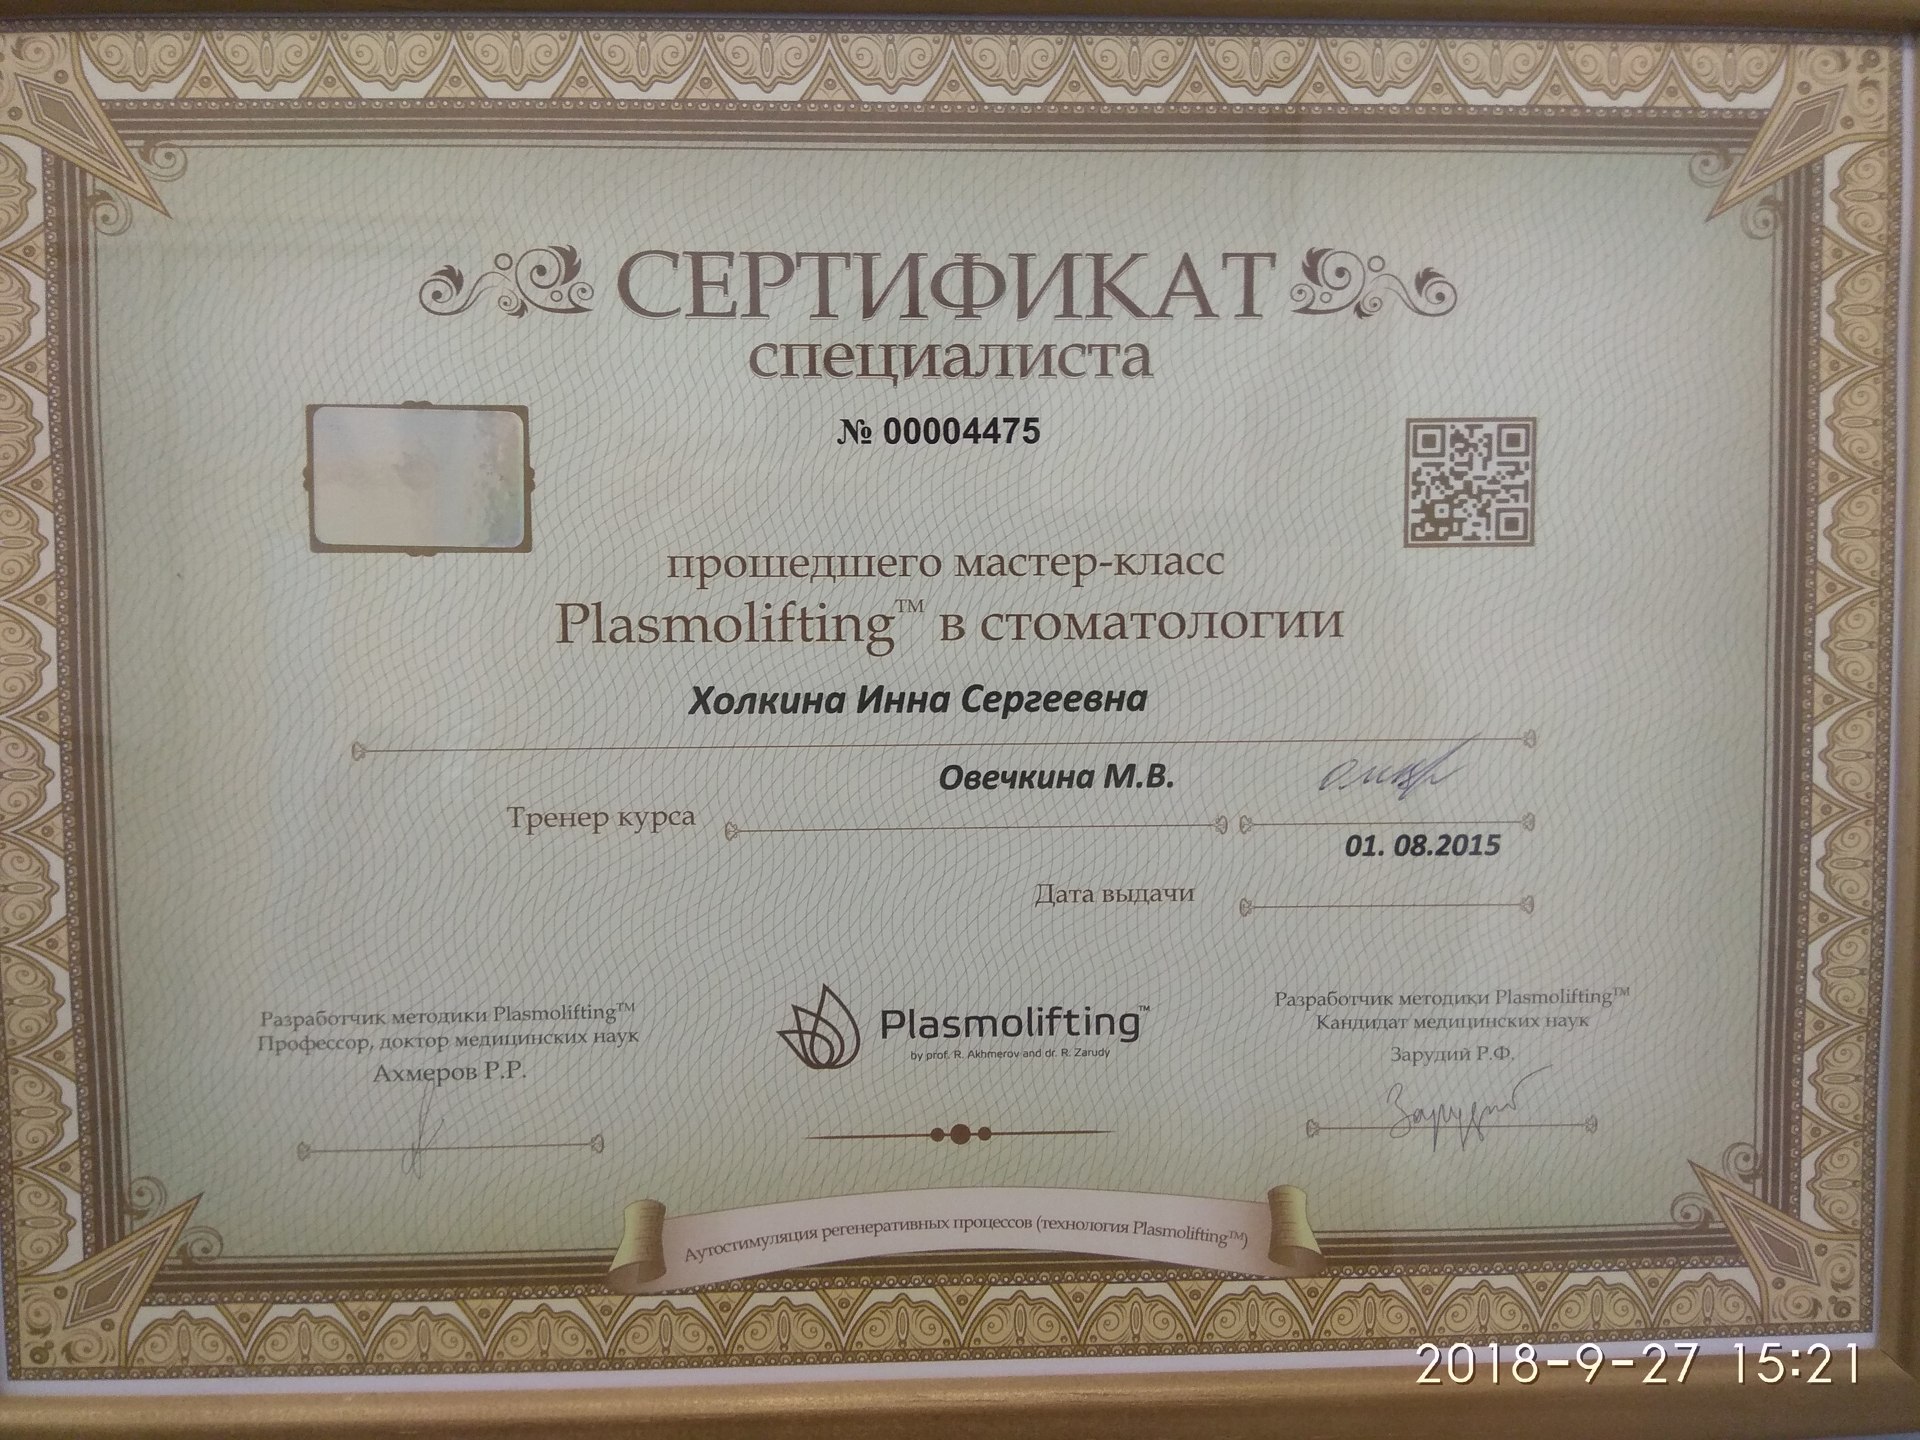 СЕРТИФИКАТ
специалиста
№ 00004475
прошедшего мастер-класс
Plasmolifting™ в стоматологии
Холкина Инна Сергеевна
Овечкина М.В.
Тренер курса
01. 08.2015
Дата выдачи
Разработчик методики Plasmolifting™
Профессор, доктор медицинских наук
Ахмеров Р.Р.
Plasmolifting™
by prof. R. Akhmerov and dr. R. Zarudy
Разработчик методики Plasmolifting™
Кандидат медицинских наук
Зарудий Р.Ф.
Аутостимуляция регенеративных процессов (технология Plasmolifting™)
2018-9-27 15:21